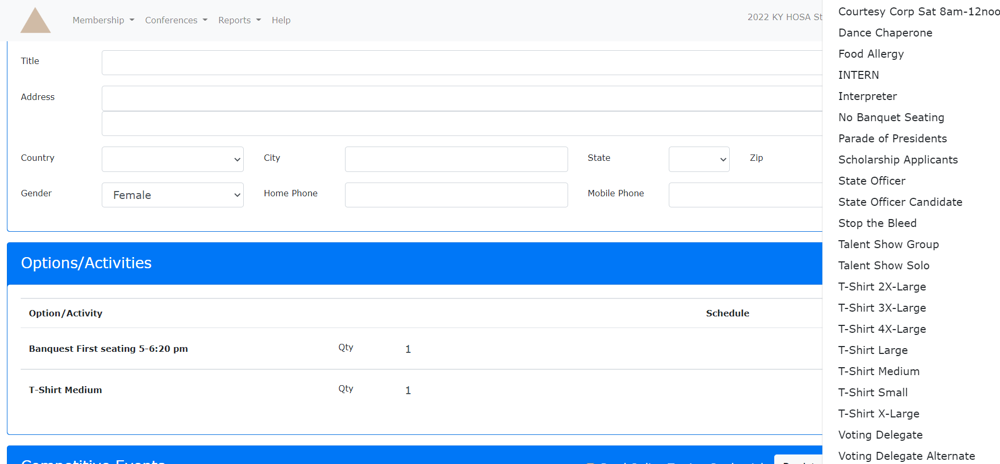 Membership Conferences Reports Help
2022 KY HOSA St
Title
Address
Country City State Zip
Gender Female Home Phone Mobile Phone
Options/Activities
Option/Activity Schedule
Banquest First seating 5-6:20 pm Qty 1
T-Shirt Medium Qty 1
Competitive Events
Courtesy Corp Sat 8am-12noo
Dance Chaperone
Food Allergy
INTERN
Interpreter
No Banquet Seating
Parade of Presidents
Scholarship Applicants
State Officer
State Officer Candidate
Stop the Bleed
Talent Show Group
Talent Show Solo
T-Shirt 2X-Large
T-Shirt 3X-Large
T-Shirt 4X-Large
T-Shirt Large
T-Shirt Medium
T-Shirt Small
T-Shirt X-Large
Voting Delegate
Voting Delegate Alternate